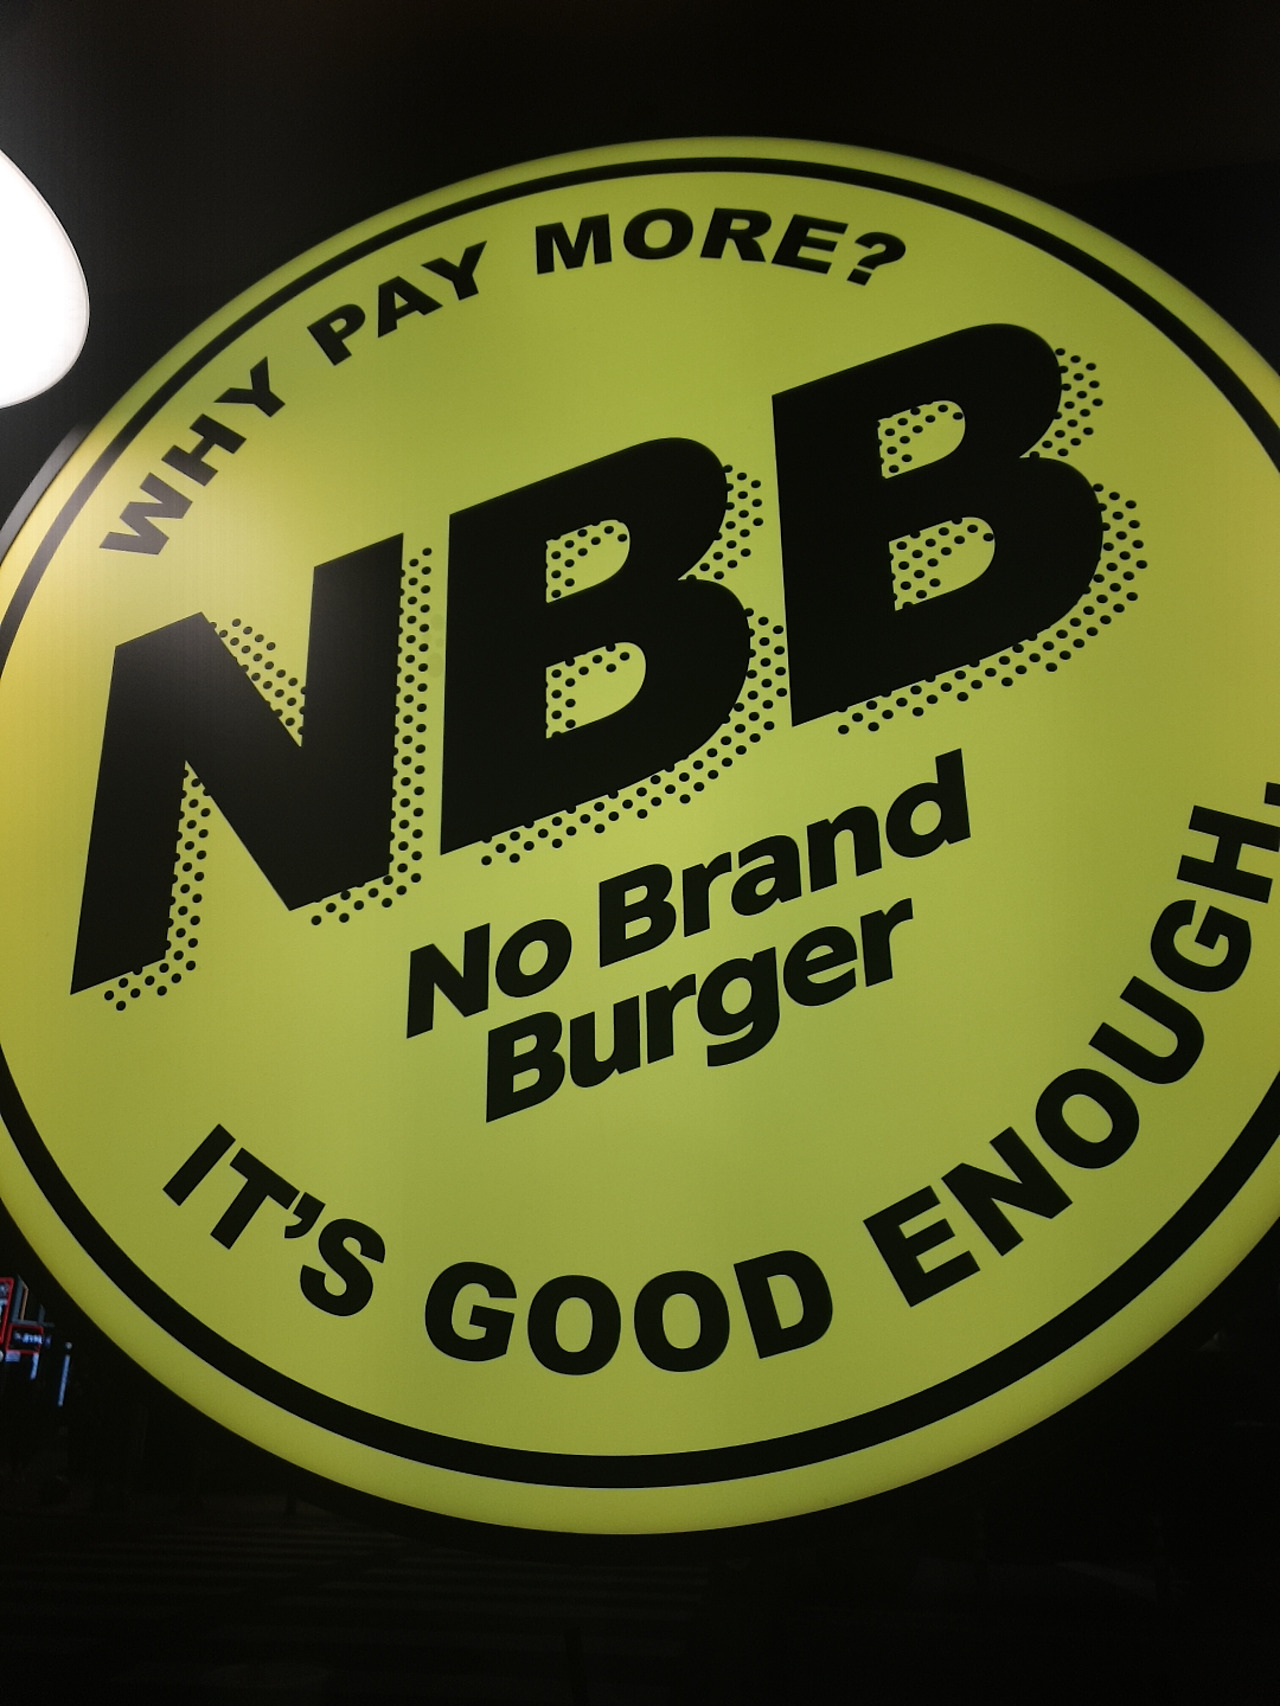 WHY PAY MORE?
NBB
No Brand
Burger
IT'S GOOD ENOUGH.